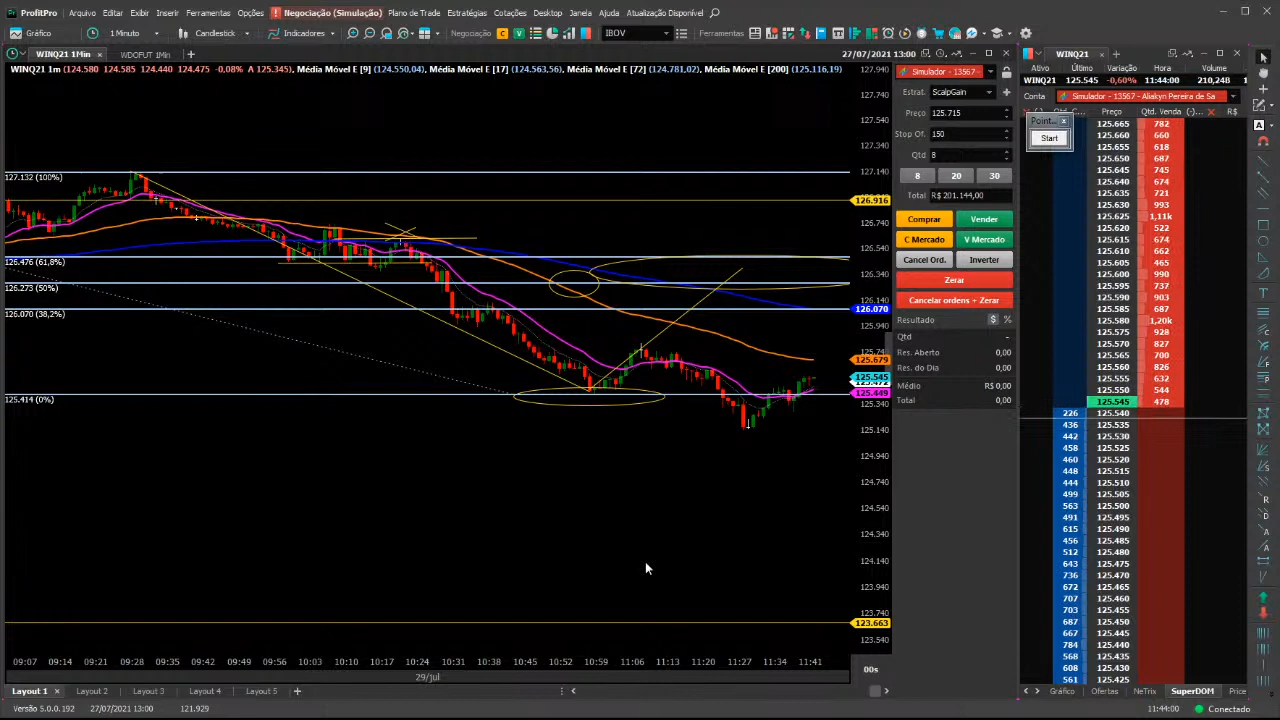 ProfitPro
Arquivo Editar Exibir Inserir Ferramentas Opções ! Negociação (Simulação) Plano de Trade Estratégias Cotações Desktop Janela Ajuda Atualização Disponível
Gráfico 1 Minuto Candlestick Indicadores Negociação C V IBOV Ferramentas
WINQ21 1Min × WDOFUT 1Min + 27/07/2021 13:00
WINQ21 × +
WINQ21 1m (124.580 124.585 124.440 124.475 -0,08% A 125.345), Média Móvel E [9] (124.550,04), Média Móvel E [17] (124.563,56), Média Móvel E [72] (124.781,02), Média Móvel E [200] (125.116,19)
127.132 (100%)
126.476 (61,8%)
126.273 (50%)
126.070 (38,2%)
125.414 (0%)
127.940
127.740
127.540
127.340
127.140
126.916
126.740
126.540
126.340
126.140
126.070
125.940
125.679
125.545
125.449
125.340
125.140
124.940
124.740
124.540
124.340
124.140
123.940
123.740
123.663
123.540
09:07 09:14 09:21 09:28 09:35 09:42 09:49 09:56 10:03 10:10 10:17 10:24 10:31 10:38 10:45 10:52 10:59 11:06 11:13 11:20 11:27 11:34 11:41
29/jul
00s
Simulador - 13567
Estrat. ScalpGain
Preço 125.715
Stop Of. 150
Qtd 8
8 20 30
Total R$ 201.144,00
Comprar Vender
C Mercado V Mercado
Cancel Ord. Inverter
Zerar
Cancelar ordens + Zerar
Resultado $ %
Qtd -
Res. Aberto 0,00
Res. do Dia 0,00
Médio R$ 0,00
Total 0,00
Ativo Último Variação Hora Volume
WINQ21 125.545 -0,60% 11:44:00 210,24B
Conta Simulador - 13567 - Aliakyn Pereira de Sa
Preço Qtd. Venda R$
Point...
Start
125.665 782
125.660 660
125.655 618
125.650 687
125.645 745
125.640 674
125.635 721
125.630 993
125.625 1,11k
125.620 615
125.615 674
125.610 662
125.605 465
125.600 990
125.595 737
125.590 903
125.585 687
125.580 1,20k
125.575 928
125.570 827
125.565 700
125.560 826
125.555 632
125.550 544
125.545 478
226 125.540
436 125.535
442 125.530
458 125.525
460 125.520
448 125.515
444 125.510
499 125.505
563 125.500
491 125.495
615 125.490
456 125.485
512 125.480
643 125.475
736 125.470
672 125.465
707 125.460
703 125.455
687 125.450
627 125.445
734 125.440
568 125.435
608 125.430
625 125.425
561 125.420
Layout 1 × Layout 2 Layout 3 Layout 4 Layout 5 +
Gráfico Ofertas NeTrix SuperDOM Price
Versão 5.0.0.192 27/07/2021 13:00 121.929 11:44:00 Conectado